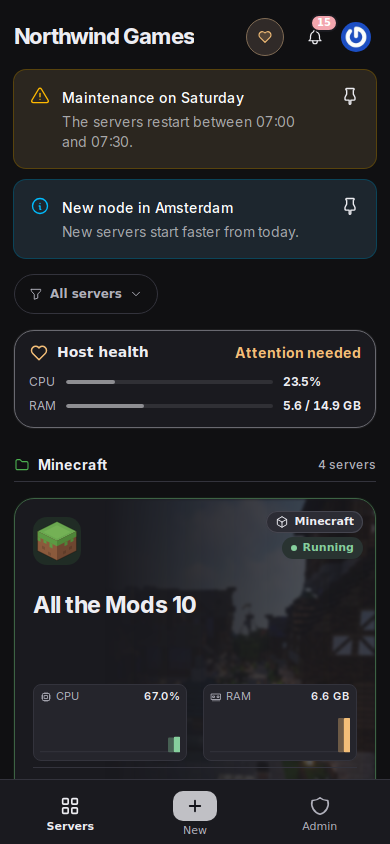 Northwind Games
15
Maintenance on Saturday
The servers restart between 07:00
and 07:30.
New node in Amsterdam
New servers start faster from today.
All servers
Host health
Attention needed
CPU
23.5%
RAM
5.6 / 14.9 GB
Minecraft
4 servers
Minecraft
Running
All the Mods 10
CPU
67.0%
RAM
6.6 GB
Servers
New
Admin